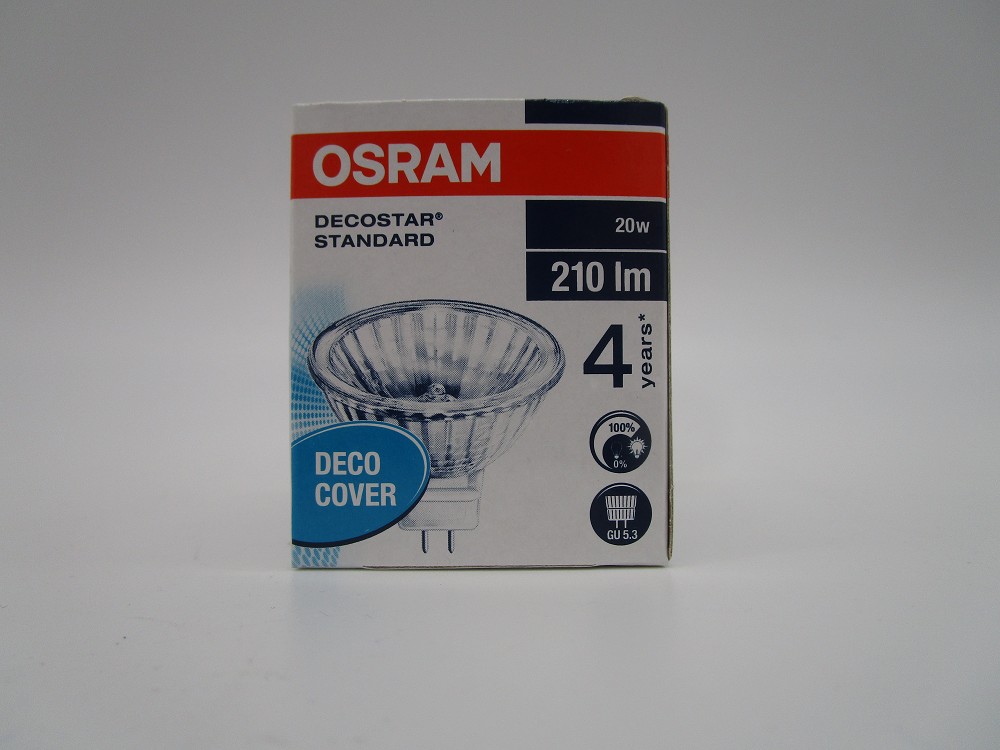 OSRAM
DECOSTAR®
STANDARD
20w
210 lm
4
years*
100%
0%
DECO
COVER
GU 5.3